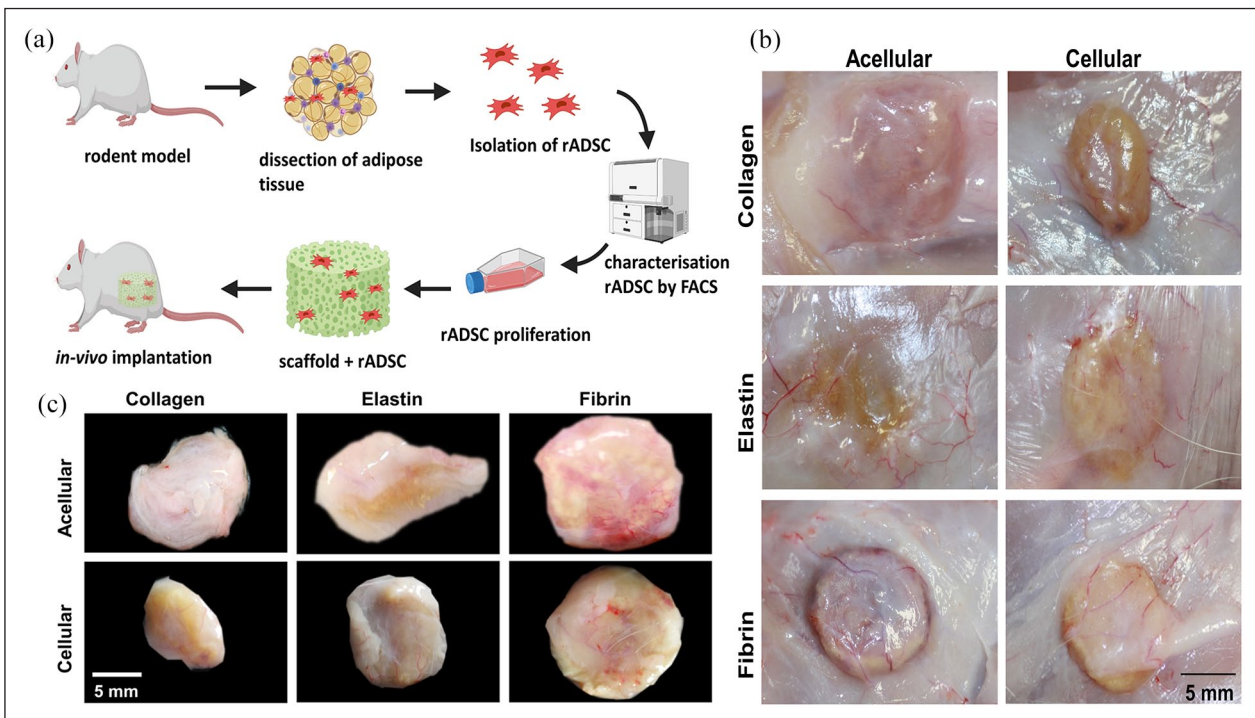 (a)
rodent model
dissection of adipose
tissue
Isolation of rADSC
characterisation
rADSC by FACS
rADSC proliferation
scaffold + rADSC
in-vivo implantation
(b)
Acellular
Cellular
Collagen
Elastin
Fibrin
5 mm
(c)
Collagen
Elastin
Fibrin
Acellular
Cellular
5 mm